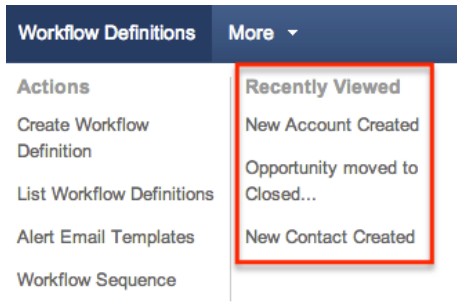 Workflow Definitions More
Actions
Create Workflow
Definition
List Workflow Definitions
Alert Email Templates
Workflow Sequence
Recently Viewed
New Account Created
Opportunity moved to
Closed...
New Contact Created